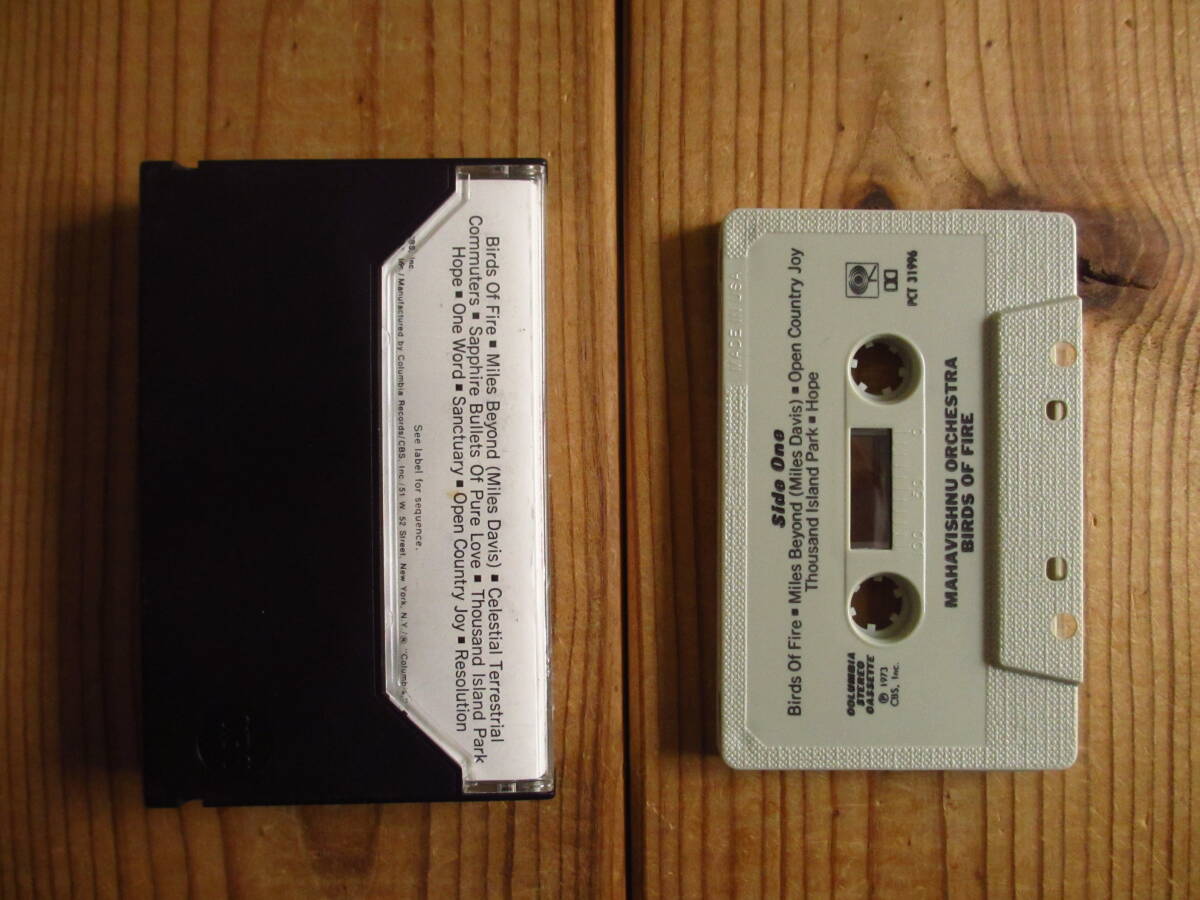 Birds Of Fire ■ Miles Beyond (Miles Davis) ■ Celestial Terrestrial
Commuters ■ Sapphire Bullets Of Pure Love ■ Thousand Island Park
Hope ■ One Word ■ Sanctuary ■ Open Country Joy ■ Resolution
See label for sequence.
Manufactured by Columbia Records/CBS, Inc./51 W. 52 Street, New York, N.Y./
MADE IN USA
Side One
Birds Of Fire ■ Miles Beyond (Miles Davis) ■ Open Country Joy
Thousand Island Park ■ Hope
COLUMBIA
STEREO
CASSETTE
℗ 1973
CBS, Inc.
PCT 31996
100 50
MAHAVISHNU ORCHESTRA
BIRDS OF FIRE